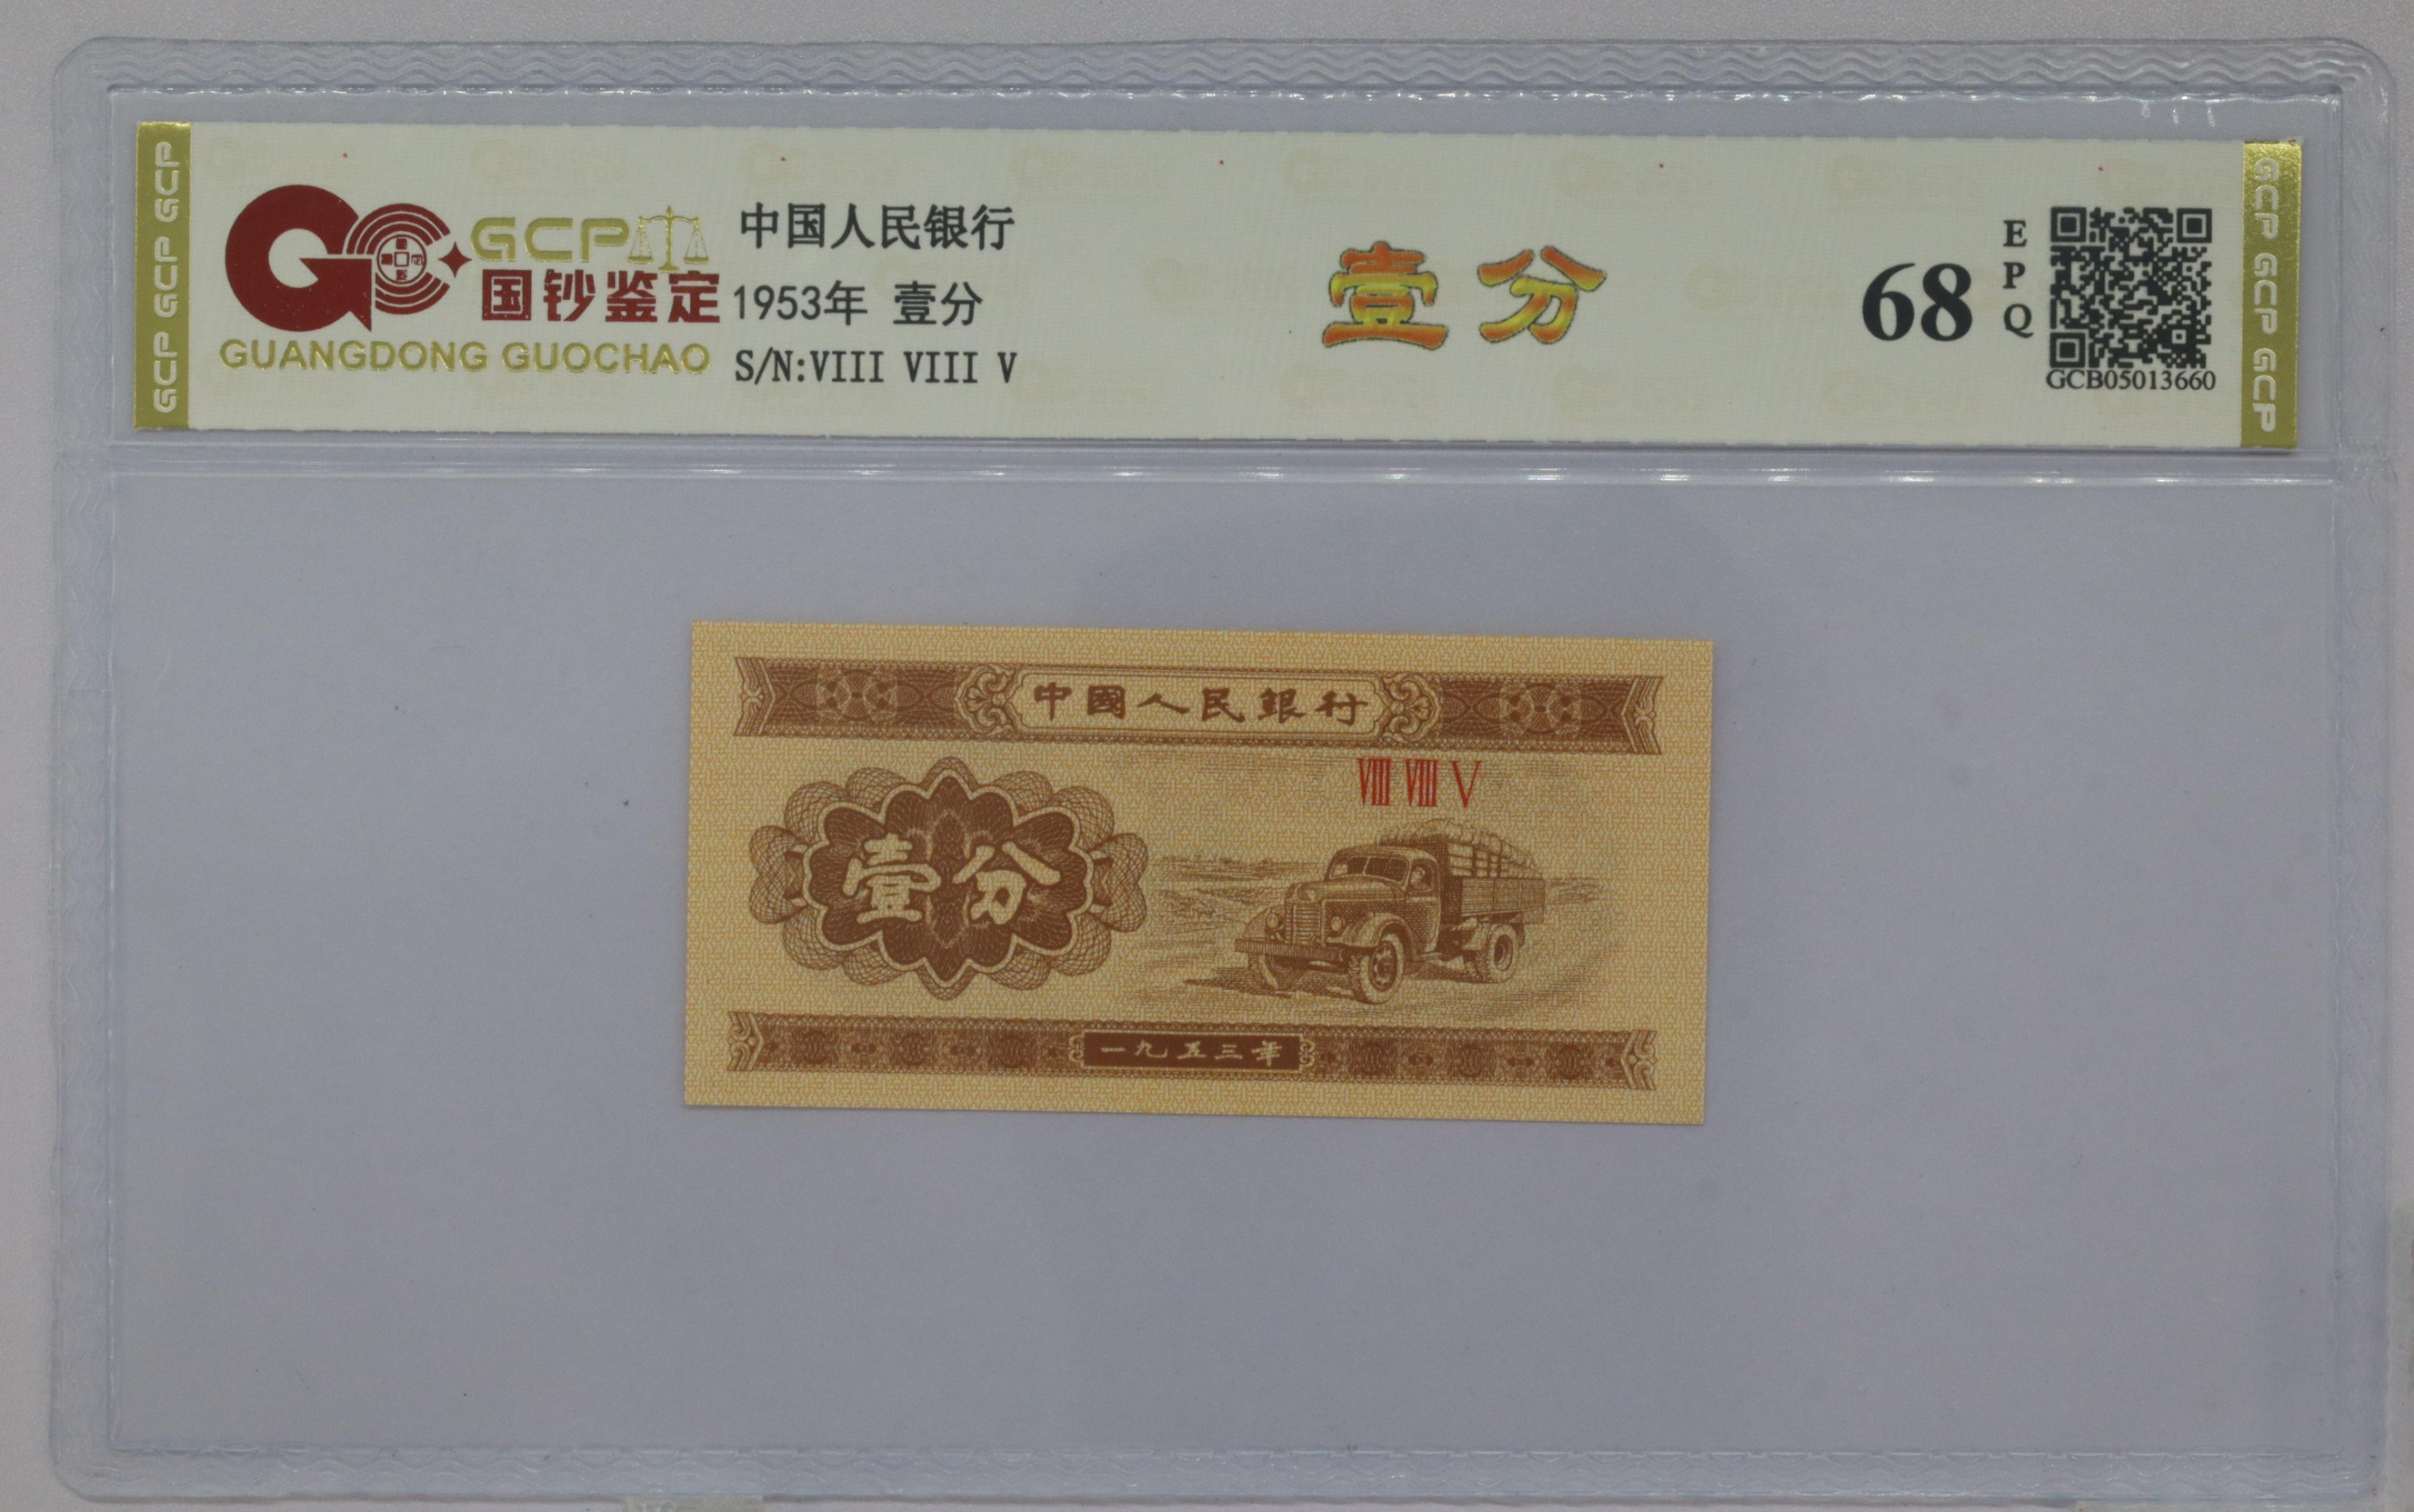 GCP GCP GCP
GCP
国钞鉴定
GUANGDONG GUOCHAO
中国人民银行
1953年 壹分
S/N:VIII VIII V
壹分
68
E
P
Q
GCB05013660
GCP GCP GCP
中國人民銀行
VIII VIII V
壹分
一九五三年